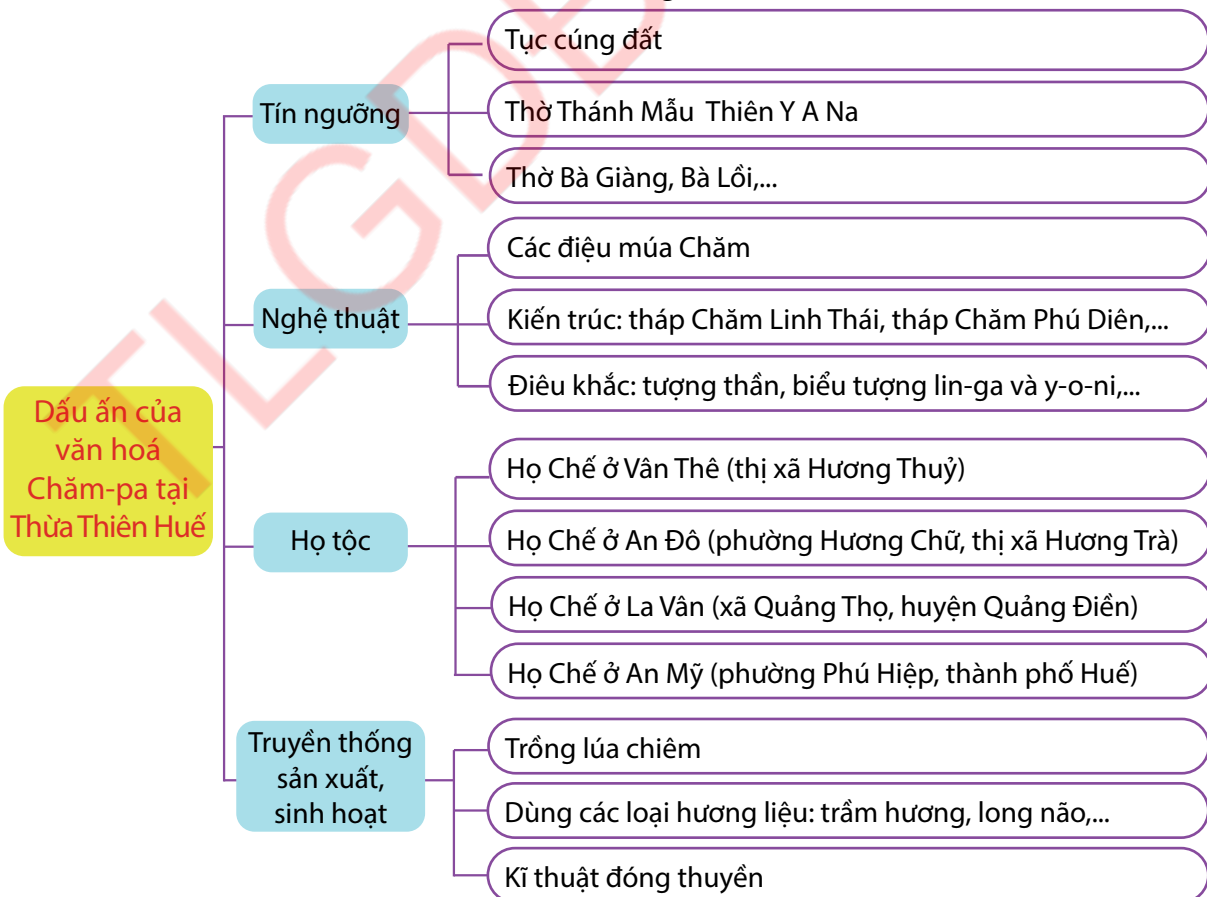 Tục cúng đất
Tín ngưỡng
Thờ Thánh Mẫu Thiên Y A Na
Thờ Bà Giàng, Bà Lồi,...
Các điệu múa Chăm
Nghệ thuật
Kiến trúc: tháp Chăm Linh Thái, tháp Chăm Phú Diên,...
Điêu khắc: tượng thần, biểu tượng lin-ga và y-o-ni,...
Dấu ấn của
văn hoá
Chăm-pa tại
Thừa Thiên Huế
Họ Chế ở Vân Thê (thị xã Hương Thuỷ)
Họ tộc
Họ Chế ở An Đô (phường Hương Chữ, thị xã Hương Trà)
Họ Chế ở La Vân (xã Quảng Thọ, huyện Quảng Điền)
Họ Chế ở An Mỹ (phường Phú Hiệp, thành phố Huế)
Truyền thống
sản xuất,
sinh hoạt
Trồng lúa chiêm
Dùng các loại hương liệu: trầm hương, long não,...
Kĩ thuật đóng thuyền
TLGDĐ